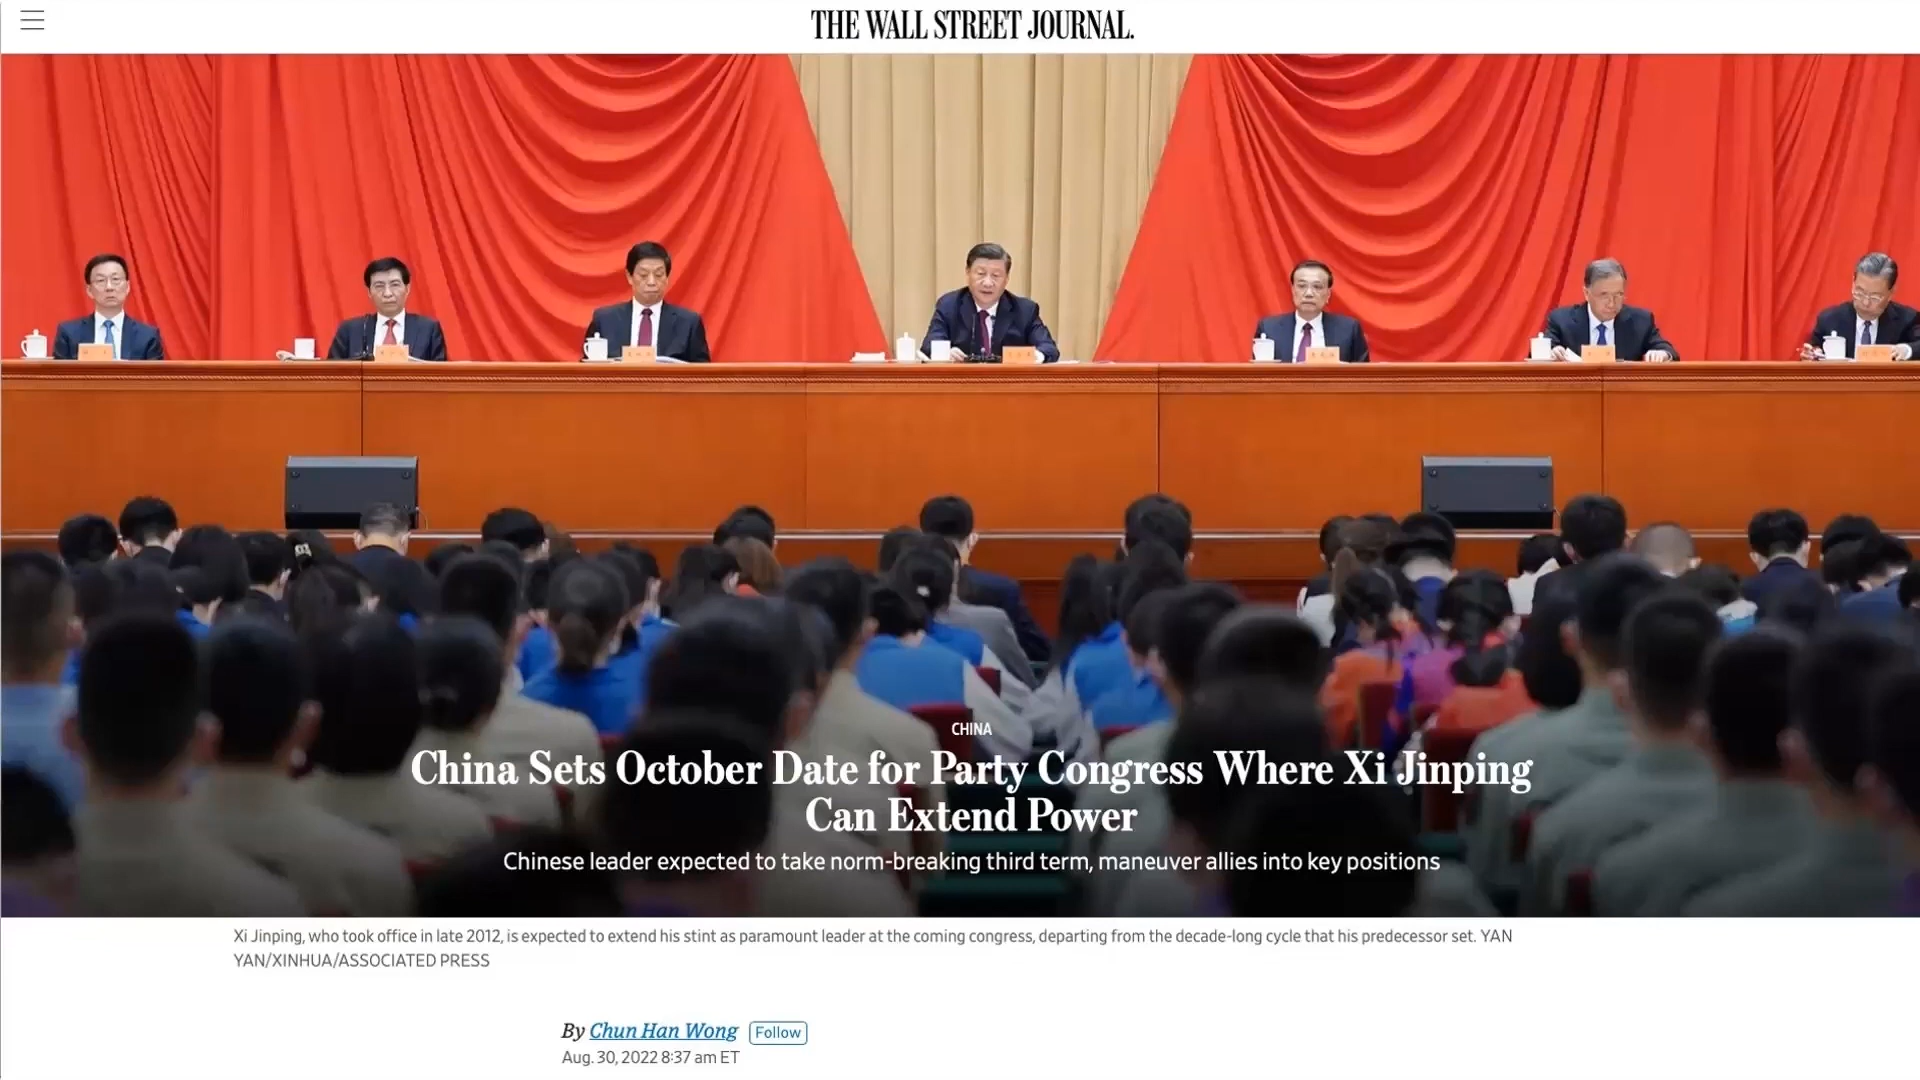 THE WALL STREET JOURNAL.
CHINA
China Sets October Date for Party Congress Where Xi Jinping
Can Extend Power
Chinese leader expected to take norm-breaking third term, maneuver allies into key positions
Xi Jinping, who took office in late 2012, is expected to extend his stint as paramount leader at the coming congress, departing from the decade-long cycle that his predecessor set. YAN
YAN/XINHUA/ASSOCIATED PRESS
By Chun Han Wong Follow
Aug. 30, 2022 8:37 am ET